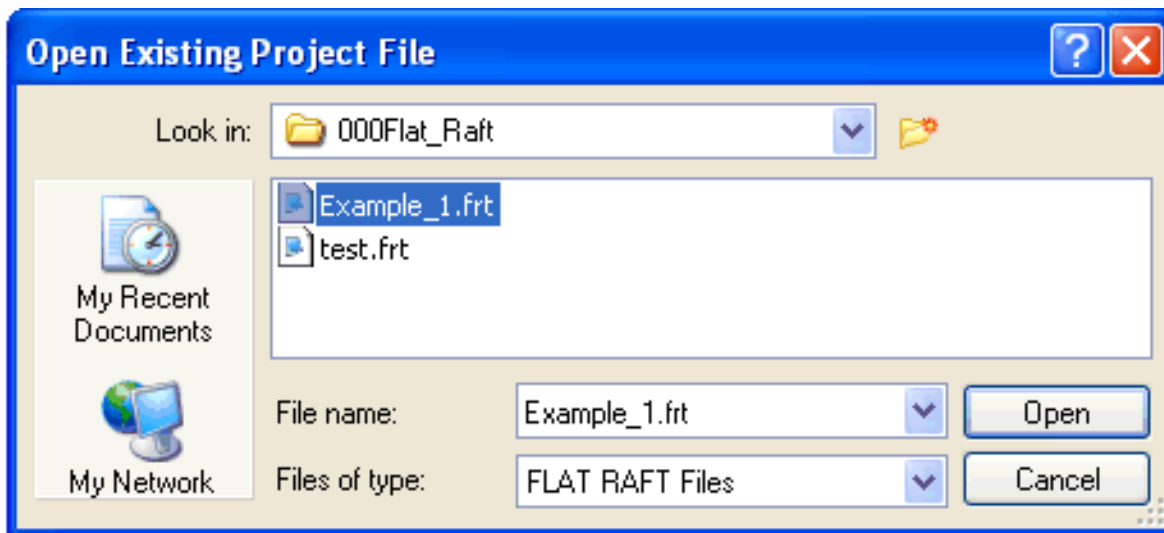 Open Existing Project File
Look in: 000Flat_Raft
Example_1.frt
test.frt
My Recent
Documents
My Network
File name: Example_1.frt Open
Files of type: FLAT RAFT Files Cancel